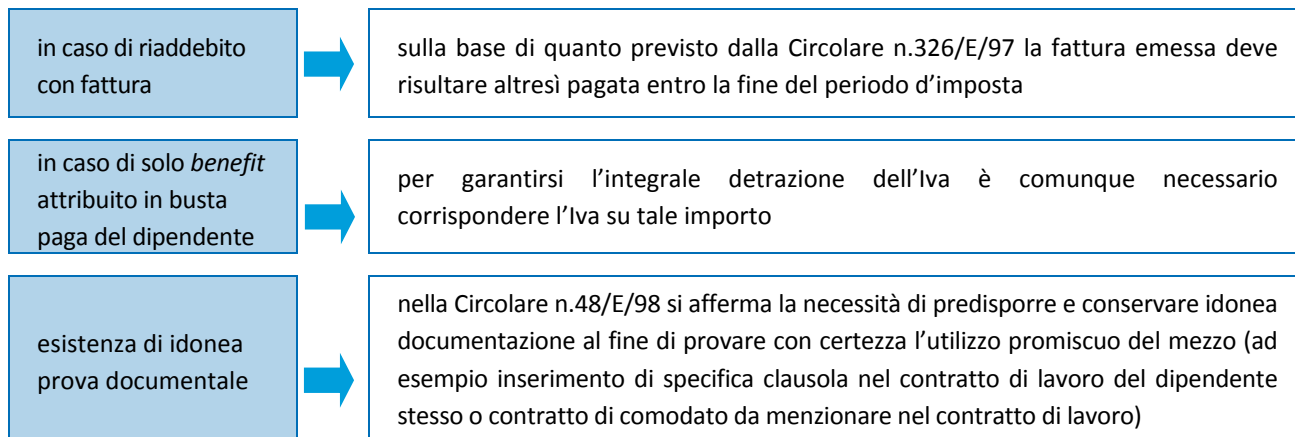 in caso di riaddebito
con fattura
sulla base di quanto previsto dalla Circolare n.326/E/97 la fattura emessa deve
risultare altresì pagata entro la fine del periodo d’imposta
in caso di solo benefit
attribuito in busta
paga del dipendente
per garantirsi l’integrale detrazione dell’Iva è comunque necessario
corrispondere l’Iva su tale importo
esistenza di idonea
prova documentale
nella Circolare n.48/E/98 si afferma la necessità di predisporre e conservare idonea
documentazione al fine di provare con certezza l’utilizzo promiscuo del mezzo (ad
esempio inserimento di specifica clausola nel contratto di lavoro del dipendente
stesso o contratto di comodato da menzionare nel contratto di lavoro)